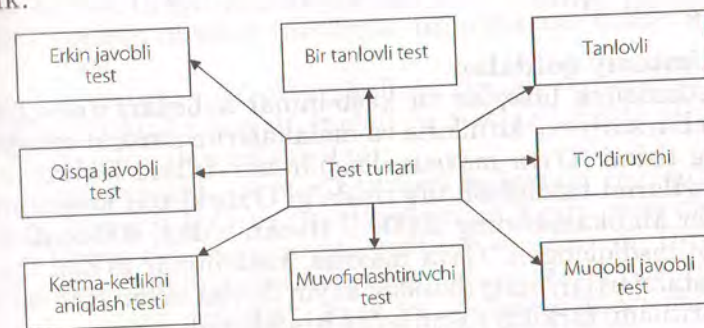 Erkin javobli
test
Bir tanlovli test
Tanlovli
Qisqa javobli
test
Test turlari
To'ldiruvchi
Ketma-ketlikni
aniqlash testi
Muvofiqlashtiruvchi
test
Muqobil javobli
test